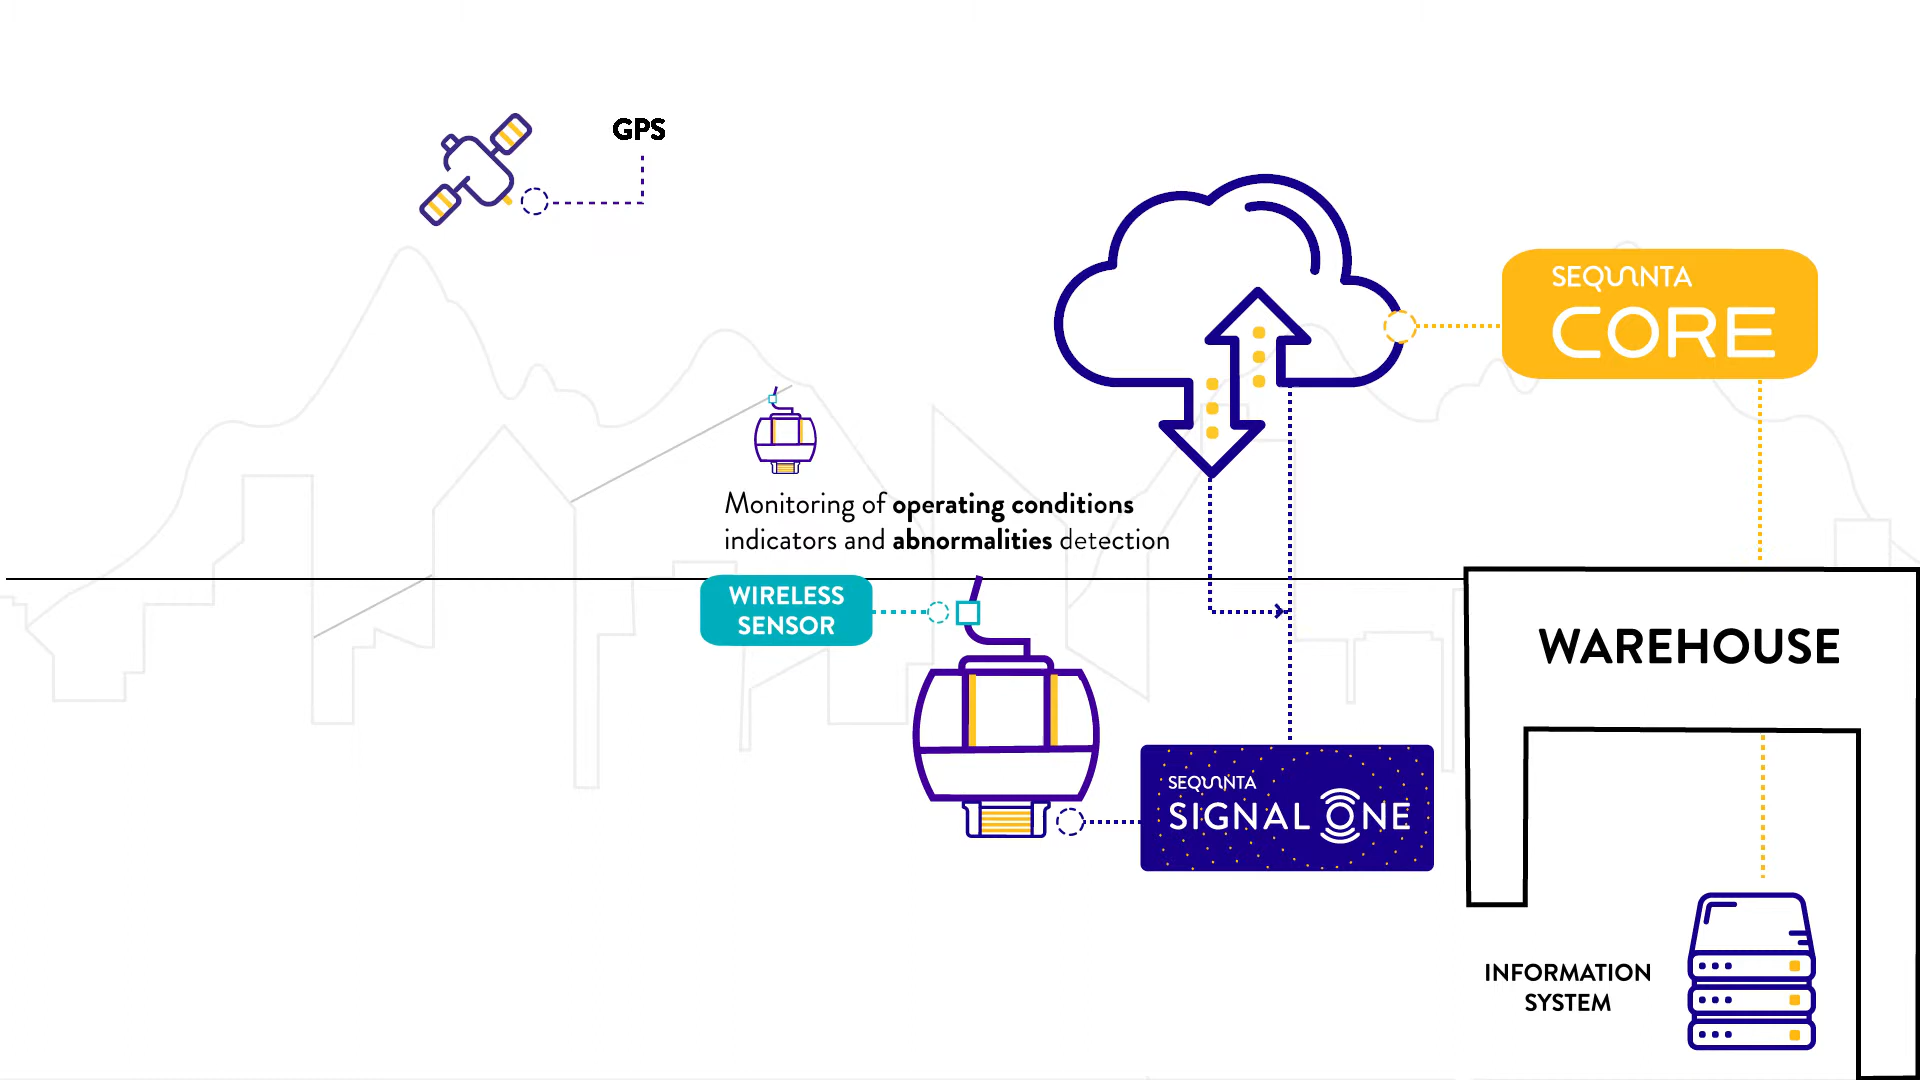 GPS
SEQUANTA
CORE
Monitoring of operating conditions
indicators and abnormalities detection
WIRELESS
SENSOR
WAREHOUSE
SEQUANTA
SIGNAL ONE
INFORMATION
SYSTEM